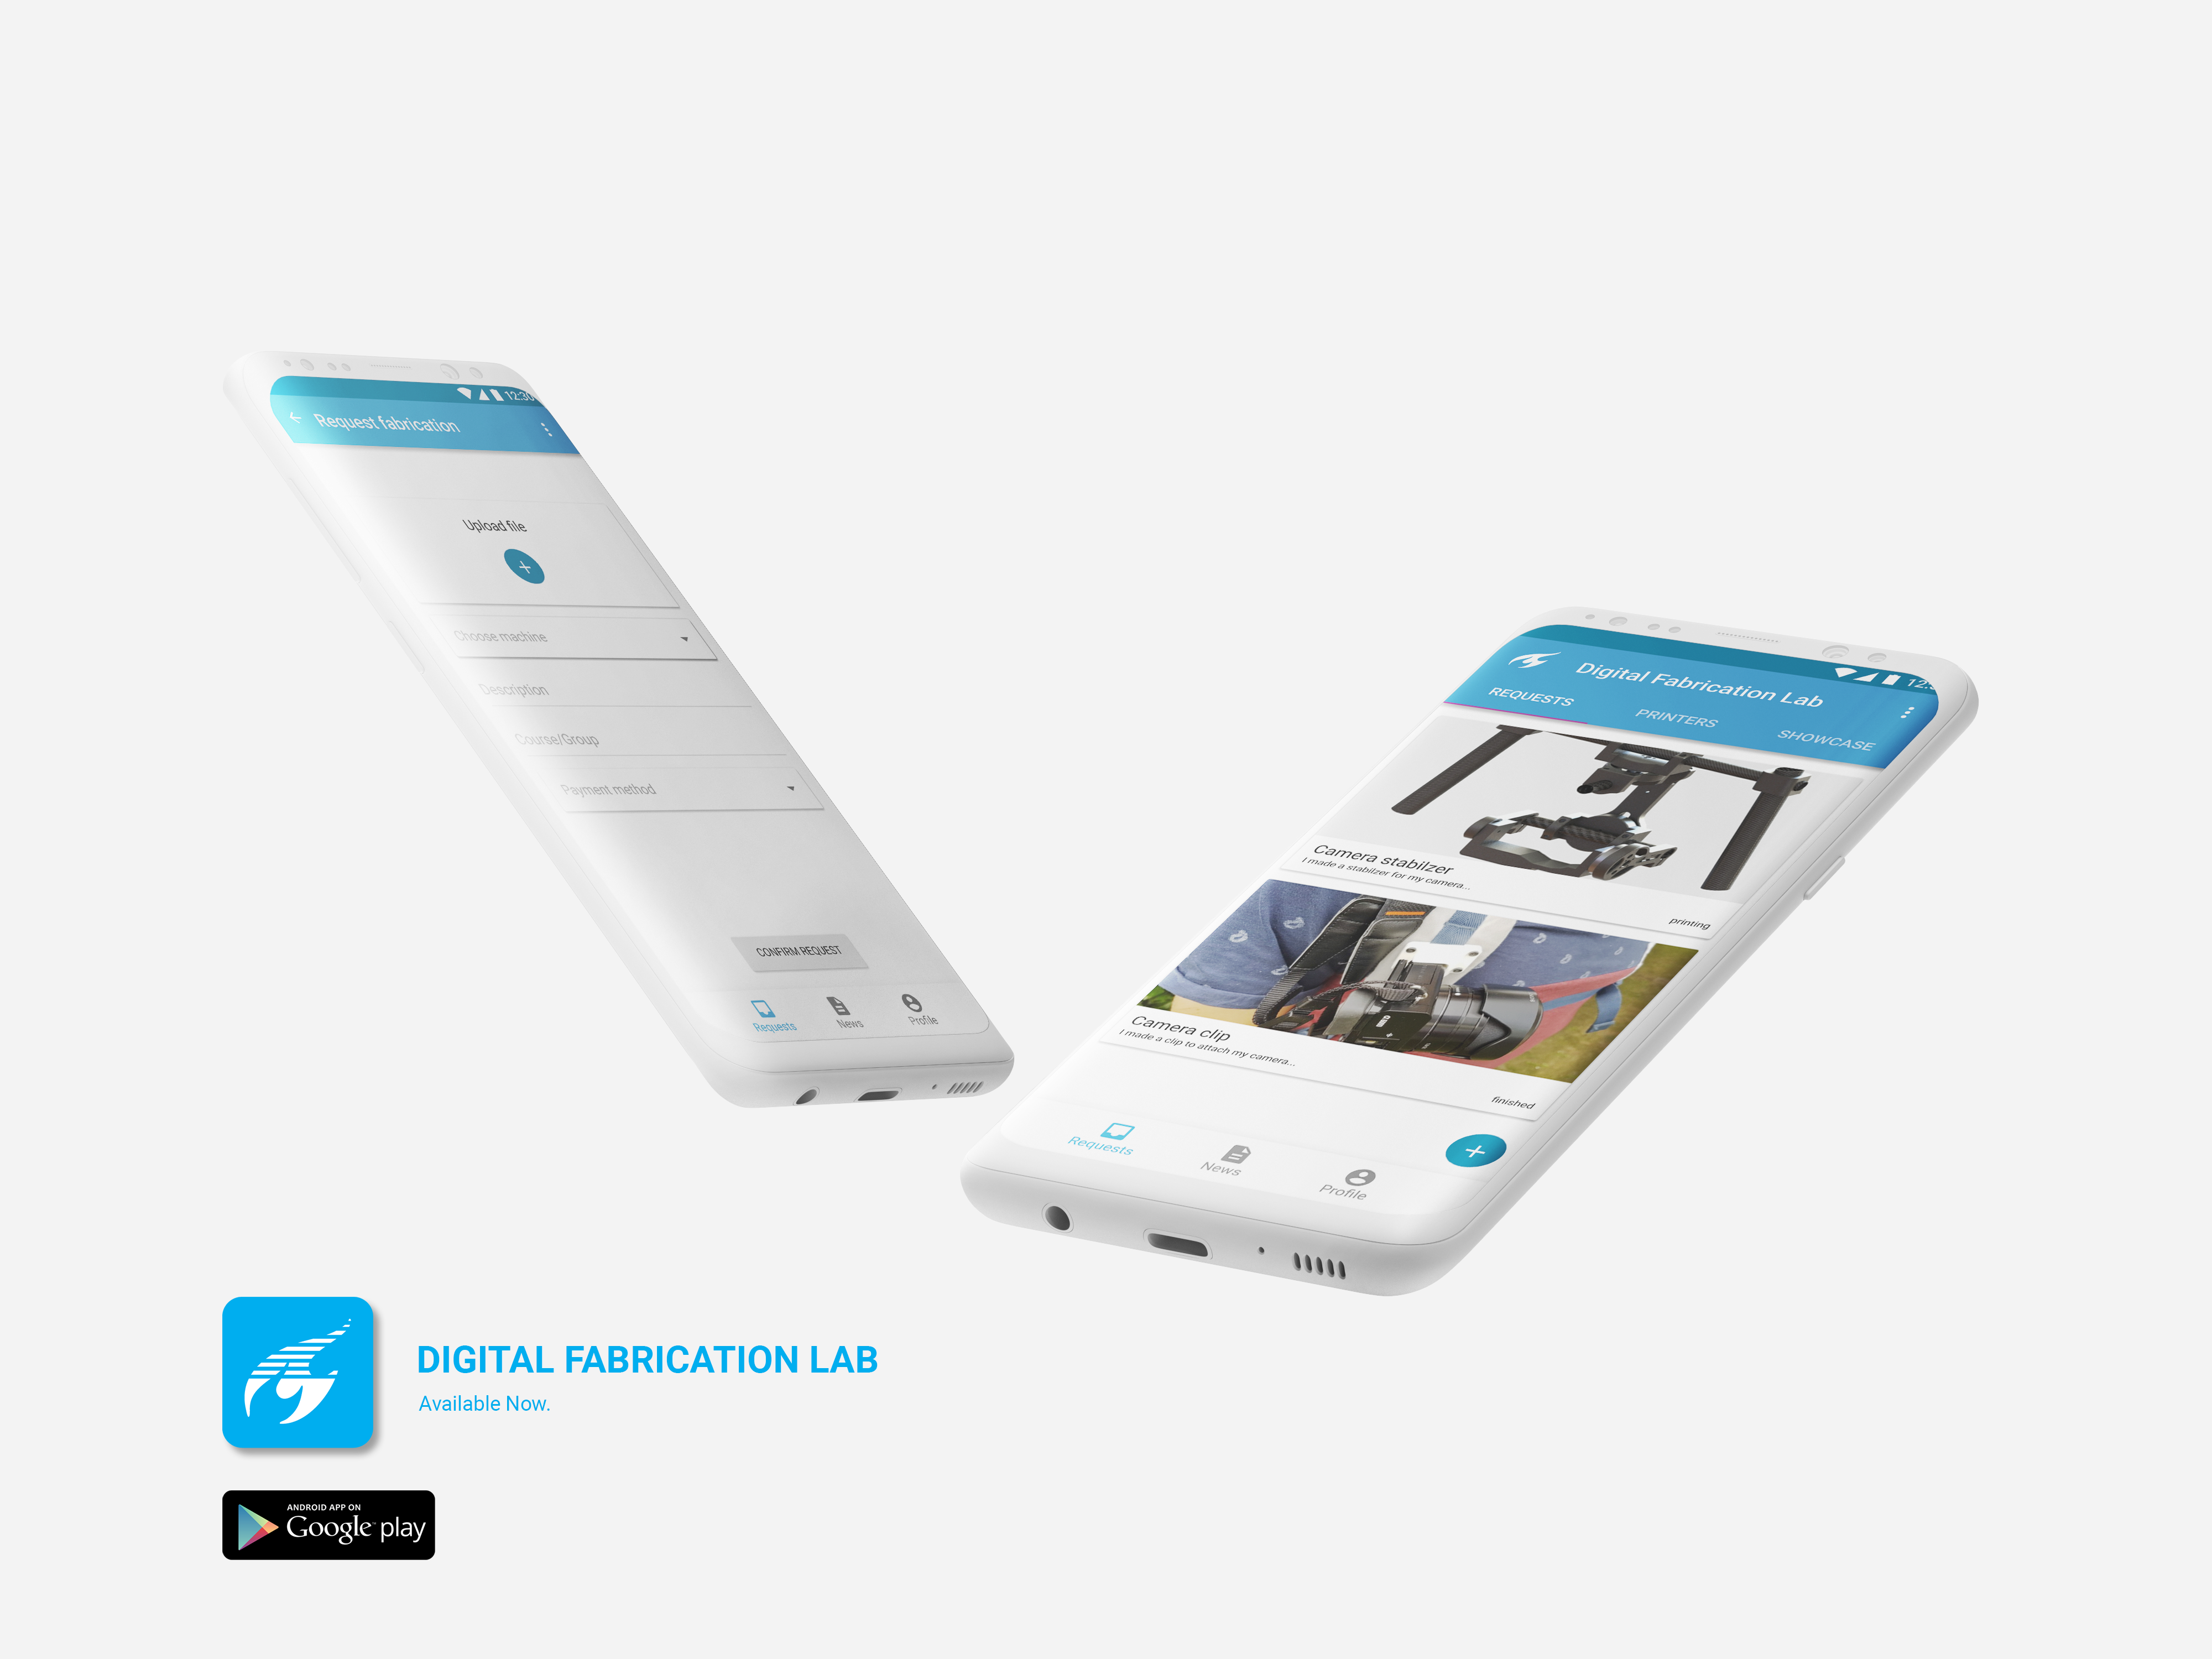 12:30
Request fabrication
Upload file
Choose machine
Description
Course/Group
Payment method
CONFIRM REQUEST
Requests
News
Profile
Digital Fabrication Lab
REQUESTS
PRINTERS
SHOWCASE
Camera stabilzer
I made a stabilzer for my camera...
printing
Camera clip
I made a clip to attach my camera...
finished
Requests
News
Profile
DIGITAL FABRICATION LAB
Available Now.
ANDROID APP ON
Google play